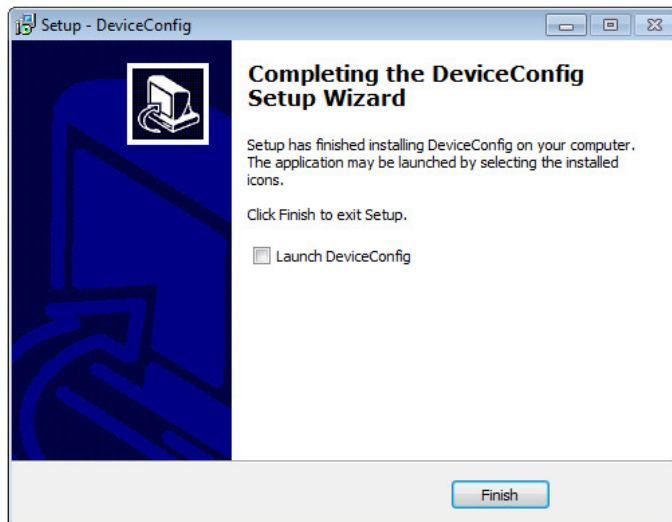 Setup - DeviceConfig
Completing the DeviceConfig
Setup Wizard
Setup has finished installing DeviceConfig on your computer.
The application may be launched by selecting the installed
icons.
Click Finish to exit Setup.
Launch DeviceConfig
Finish